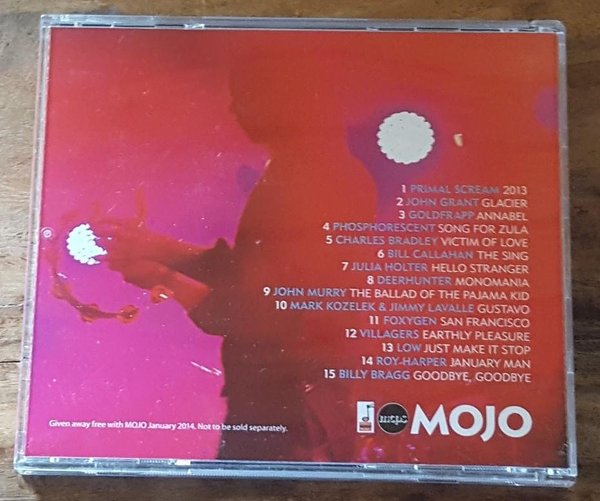 1 PRIMAL SCREAM 2013
2 JOHN GRANT GLACIER
3 GOLDFRAPP ANNABEL
4 PHOSPHORESCENT SONG FOR ZULA
5 CHARLES BRADLEY VICTIM OF LOVE
6 BILL CALLAHAN THE SING
7 JULIA HOLTER HELLO STRANGER
8 DEERHUNTER MONOMANIA
9 JOHN MURRY THE BALLAD OF THE PAJAMA KID
10 MARK KOZELEK & JIMMY LAVALLE GUSTAVO
11 FOXYGEN SAN FRANCISCO
12 VILLAGERS EARTHLY PLEASURE
13 LOW JUST MAKE IT STOP
14 ROY-HARPER JANUARY MAN
15 BILLY BRAGG GOODBYE, GOODBYE
Given away free with MOJO January 2014. Not to be sold separately.
mcps
MOJO